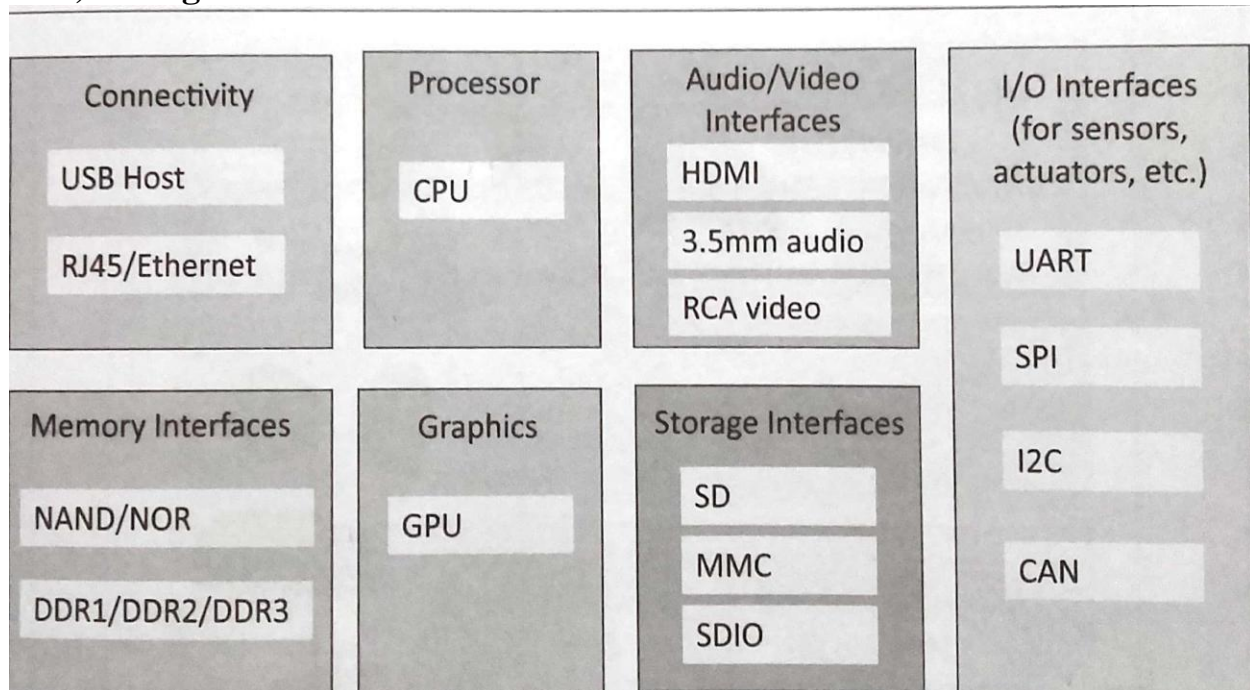 Connectivity
USB Host
RJ45/Ethernet
Processor
CPU
Audio/Video
Interfaces
HDMI
3.5mm audio
RCA video
I/O Interfaces
(for sensors,
actuators, etc.)
UART
SPI
I2C
CAN
Memory Interfaces
NAND/NOR
DDR1/DDR2/DDR3
Graphics
GPU
Storage Interfaces
SD
MMC
SDIO